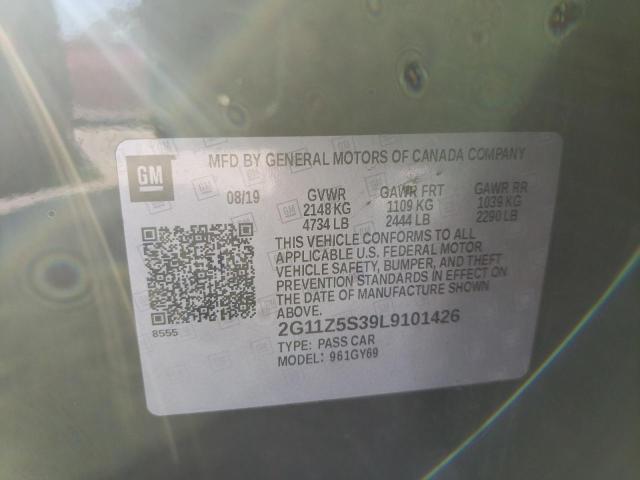 GM
MFD BY GENERAL MOTORS OF CANADA COMPANY
08/19 GVWR GAWR FRT GAWR RR
2148 KG 1109 KG 1039 KG
4734 LB 2444 LB 2290 LB
THIS VEHICLE CONFORMS TO ALL
APPLICABLE U.S. FEDERAL MOTOR
VEHICLE SAFETY, BUMPER, AND THEFT
PREVENTION STANDARDS IN EFFECT ON
THE DATE OF MANUFACTURE SHOWN ABOVE.
8555
2G11Z5S39L9101426
TYPE: PASS CAR
MODEL: 961GY69